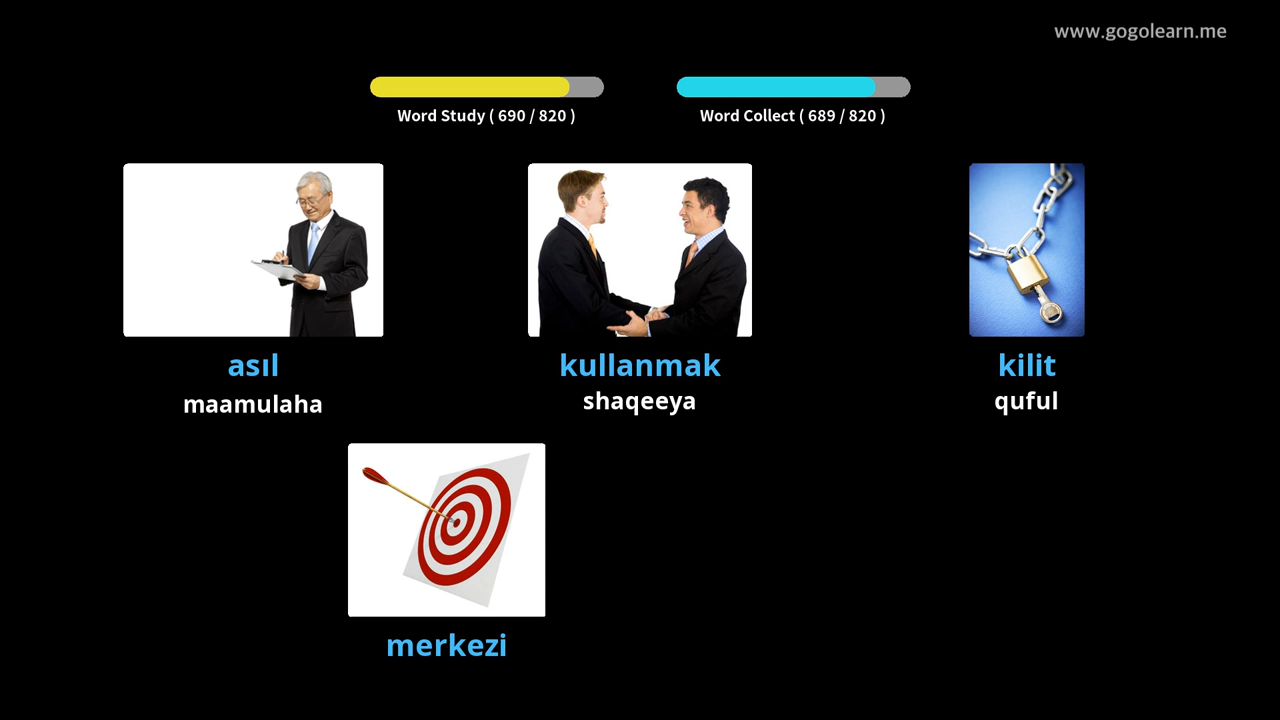 www.gogolearn.me
Word Study ( 690 / 820 )
Word Collect ( 689 / 820 )
asıl
kullanmak
kilit
maamulaha
shaqeeya
quful
merkezi